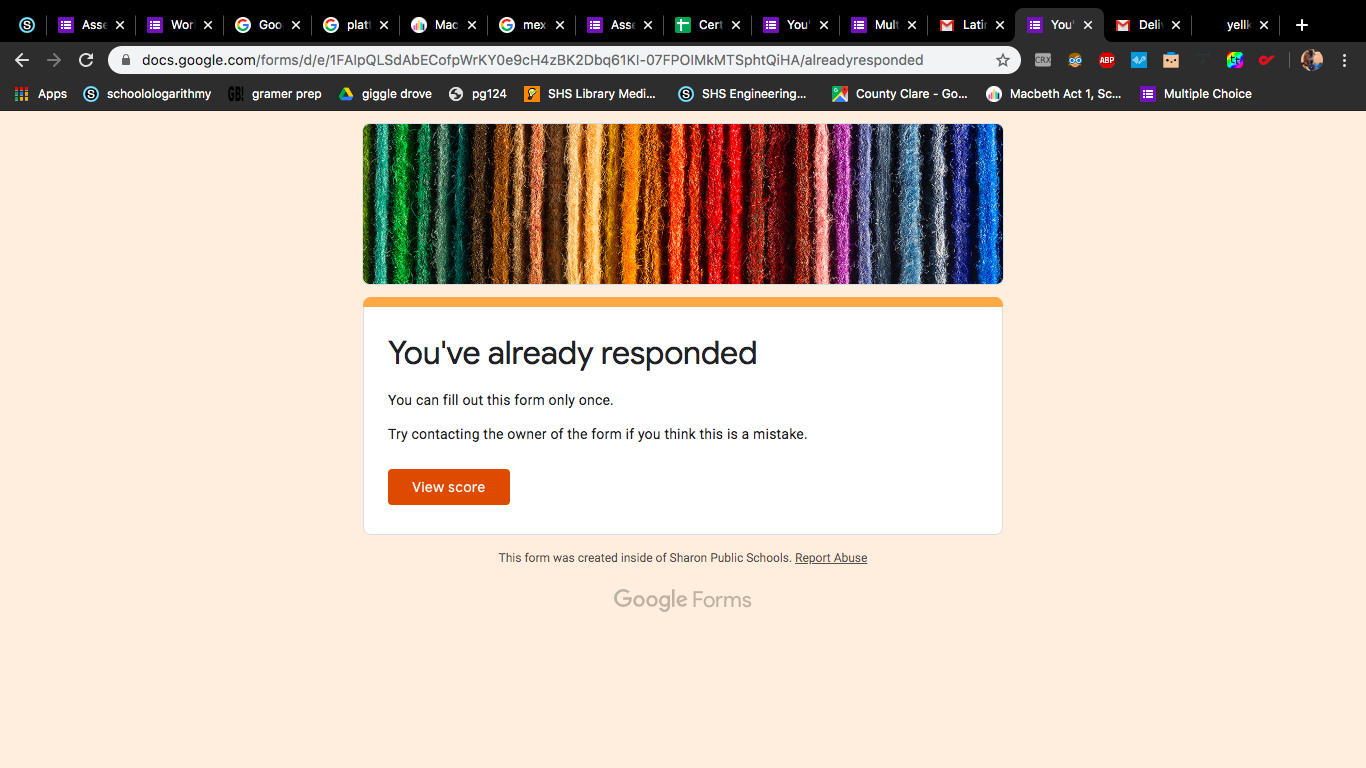 Asse
Wor
Goo
platt
Mac
mex
Asse
Cert
You'
Mult
Latin
You'
Deliv
yellk
docs.google.com/forms/d/e/1FAIpQLSdAbECofpWrKY0e9cH4zBK2Dbq61KI-07FPOlMkMTSphtQiHA/alreadyresponded
CRX
ABP
Apps
schoolologarithmy
GB!
gramer prep
giggle drove
pg124
SHS Library Medi...
SHS Engineering...
County Clare - Go...
Macbeth Act 1, Sc...
Multiple Choice
You've already responded
You can fill out this form only once.
Try contacting the owner of the form if you think this is a mistake.
View score
This form was created inside of Sharon Public Schools. Report Abuse
Google Forms